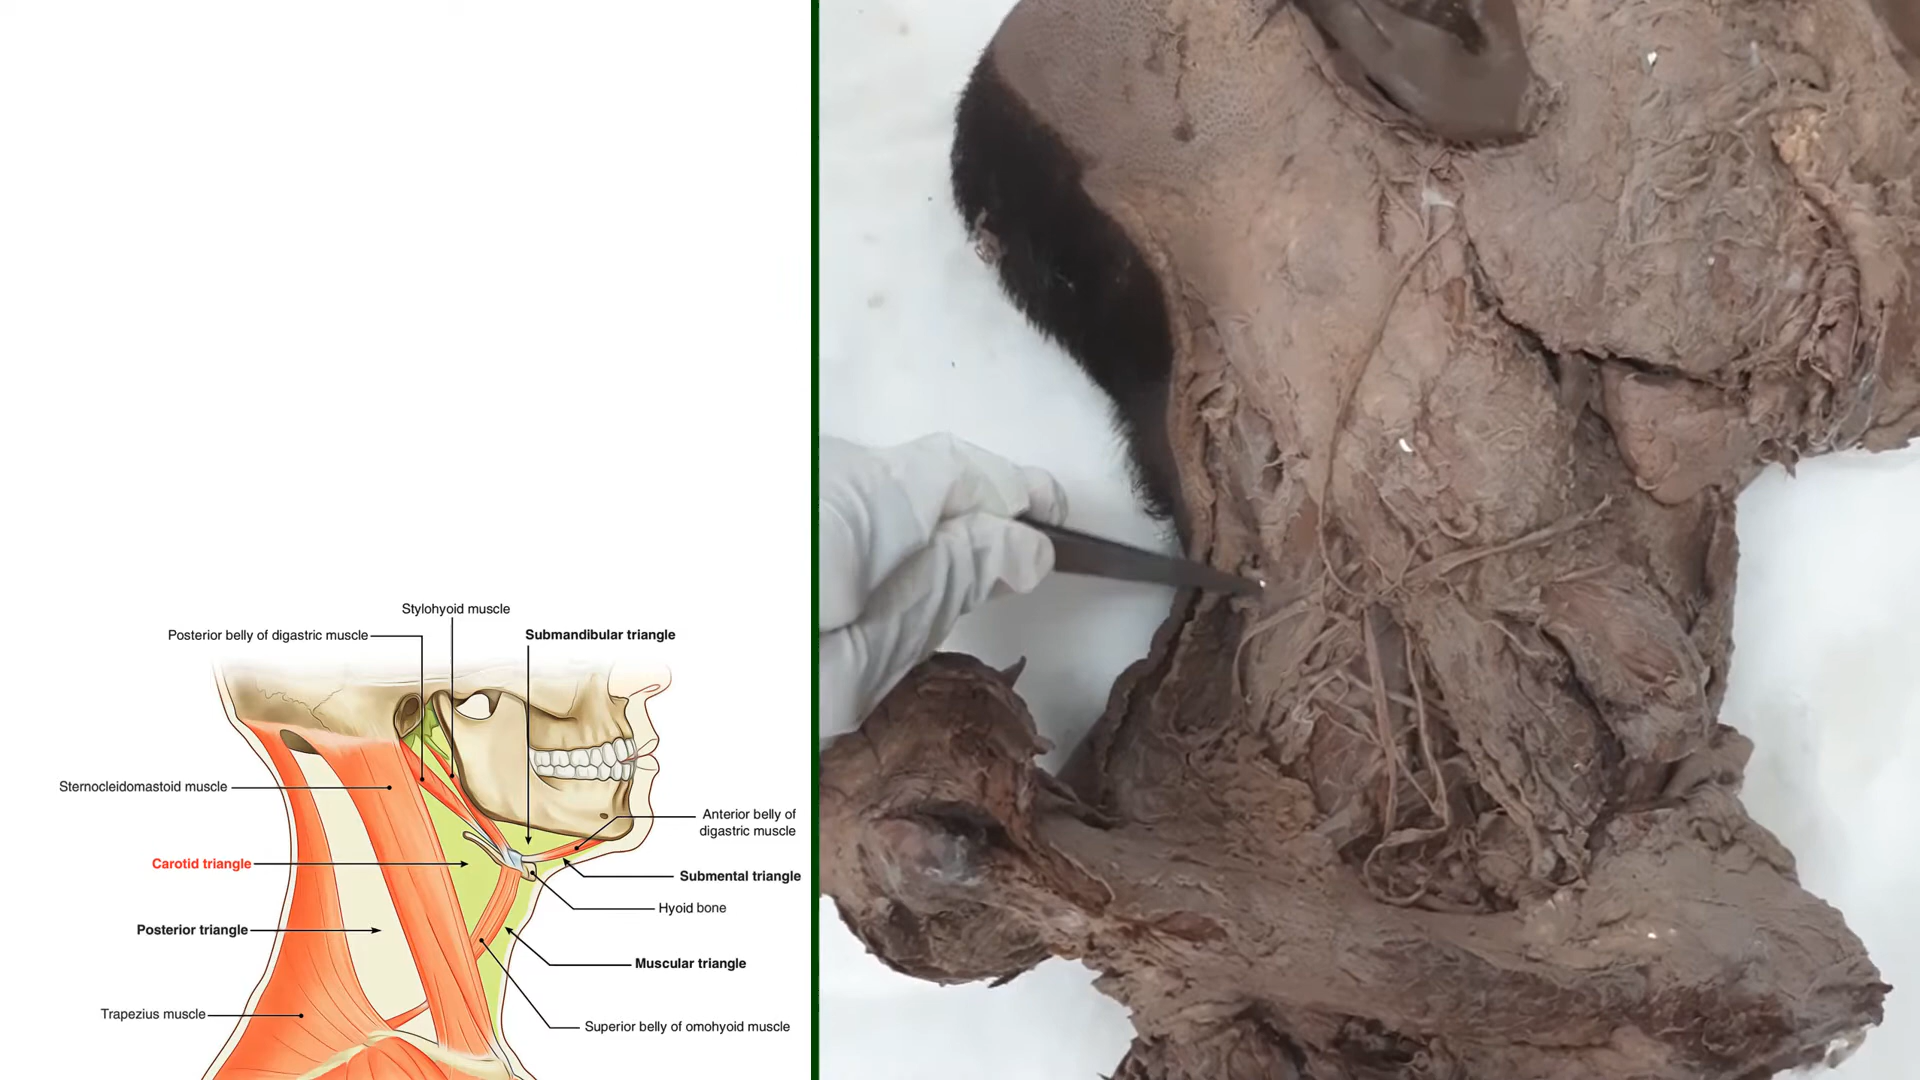 Stylohyoid muscle
Posterior belly of digastric muscle
Submandibular triangle
Sternocleidomastoid muscle
Anterior belly of
digastric muscle
Carotid triangle
Submental triangle
Hyoid bone
Posterior triangle
Muscular triangle
Trapezius muscle
Superior belly of omohyoid muscle